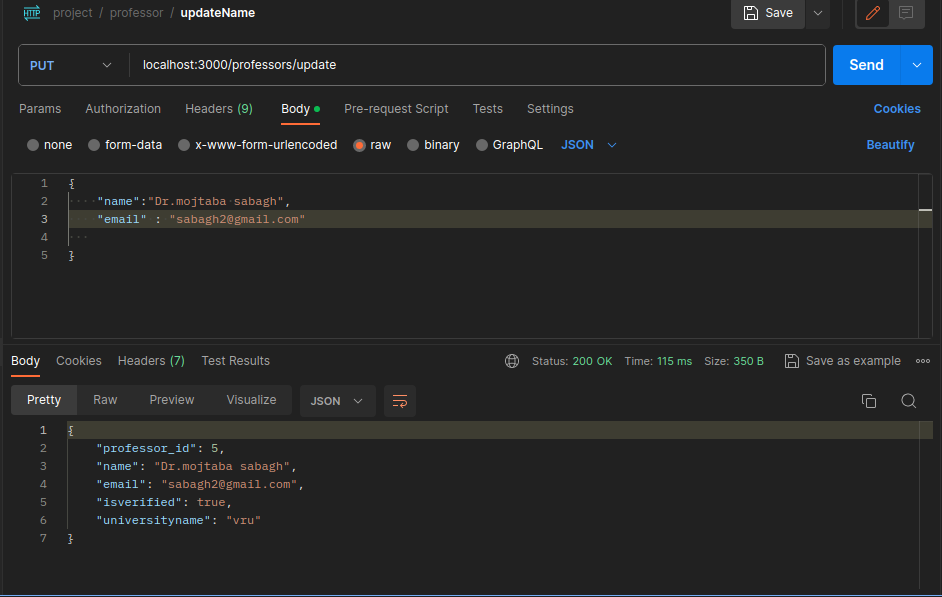 HTTP project / professor / updateName Save
PUT localhost:3000/professors/update Send
Params Authorization Headers (9) Body Pre-request Script Tests Settings Cookies
none form-data x-www-form-urlencoded raw binary GraphQL JSON Beautify
1 {
2 "name":"Dr.mojtaba sabagh",
3 "email" : "sabagh2@gmail.com"
4
5 }
Body Cookies Headers (7) Test Results Status: 200 OK Time: 115 ms Size: 350 B Save as example
Pretty Raw Preview Visualize JSON
1 {
2 "professor_id": 5,
3 "name": "Dr.mojtaba sabagh",
4 "email": "sabagh2@gmail.com",
5 "isverified": true,
6 "universityname": "vru"
7 }